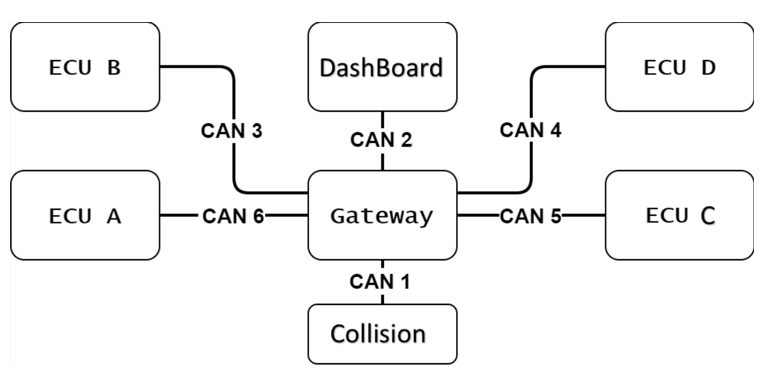 ECU B
DashBoard
ECU D
CAN 3
CAN 2
CAN 4
ECU A
CAN 6
Gateway
CAN 5
ECU C
CAN 1
Collision